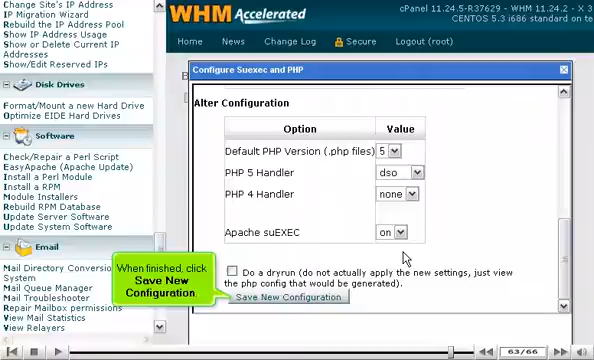 Change Site's IP Address
IP Migration Wizard
Rebuild the IP Address Pool
Show IP Address Usage
Show or Delete Current IP
Addresses
Show/Edit Reserved IPs
Disk Drives
Format/Mount a new Hard Drive
Optimize EIDE Hard Drives
Software
Check/Repair a Perl Script
EasyApache (Apache Update)
Install a Perl Module
Install a RPM
Module Installers
Rebuild RPM Database
Update Server Software
Update System Software
Email
Mail Directory Conversion
System
Mail Queue Manager
Mail Troubleshooter
Repair Mailbox permissions
View Mail Statistics
View Relayers
WHM Accelerated
cPanel 11.24.5-R37629 - WHM 11.24.2 - X 3
CENTOS 5.3 i686 standard on
Home News Change Log Secure Logout (root)
Configure Suexec and PHP
Alter Configuration
Option Value
Default PHP Version (.php files) 5
PHP 5 Handler dso
PHP 4 Handler none
Apache suEXEC on
Do a dryrun (do not actually apply the new settings, just view
the php config that would be generated).
Save New Configuration
When finished, click
Save New
Configuration.
63/66